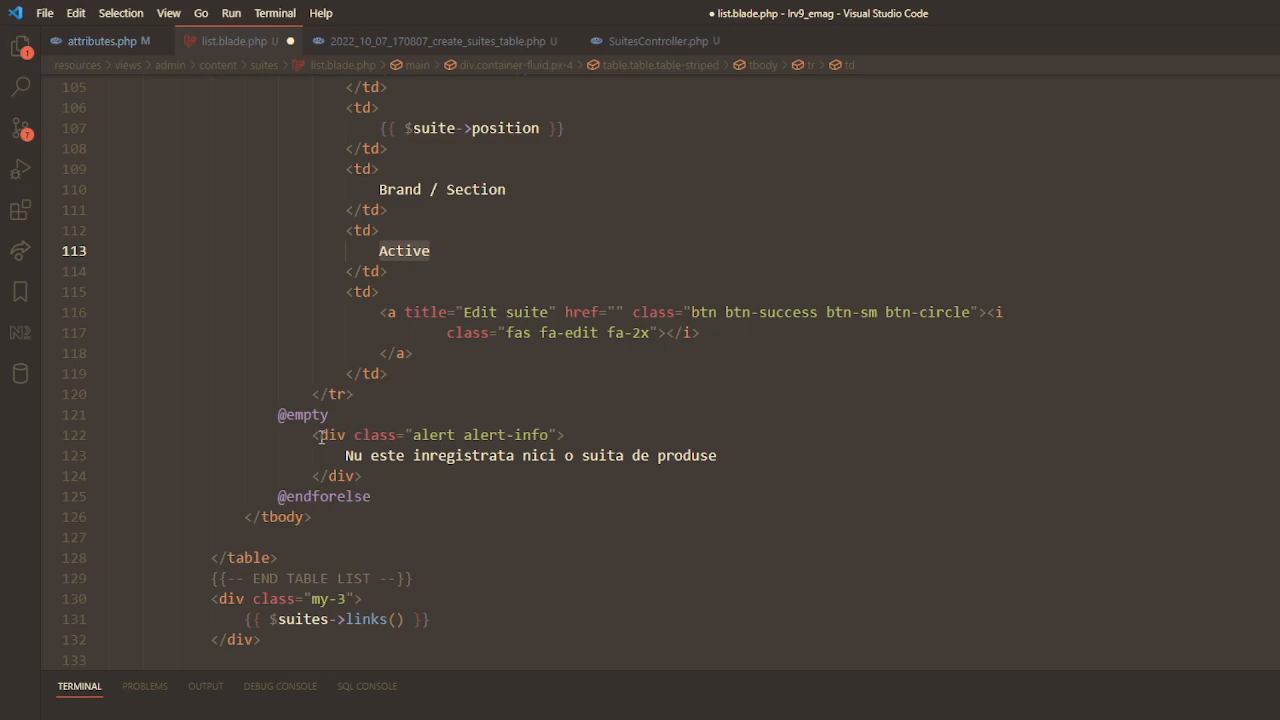 File Edit Selection View Go Run Terminal Help
● list.blade.php - lrv9_emag - Visual Studio Code
attributes.php M list.blade.php U 2022_10_07_170807_create_suites_table.php U SuitesController.php U
resources > views > admin > content > suites > list.blade.php > main > div.container-fluid.px-4 > table.table.table-striped > tbody > tr > td
105 </td>
106 <td>
107 {{ $suite->position }}
108 </td>
109 <td>
110 Brand / Section
111 </td>
112 <td>
113 Active
114 </td>
115 <td>
116 <a title="Edit suite" href="" class="btn btn-success btn-sm btn-circle"><i
117 class="fas fa-edit fa-2x"></i>
118 </a>
119 </td>
120 </tr>
121 @empty
122 <div class="alert alert-info">
123 Nu este inregistrata nici o suita de produse
124 </div>
125 @endforelse
126 </tbody>
127
128 </table>
129 {{-- END TABLE LIST --}}
130 <div class="my-3">
131 {{ $suites->links() }}
132 </div>
133
1
7
N2
TERMINAL PROBLEMS OUTPUT DEBUG CONSOLE SQL CONSOLE